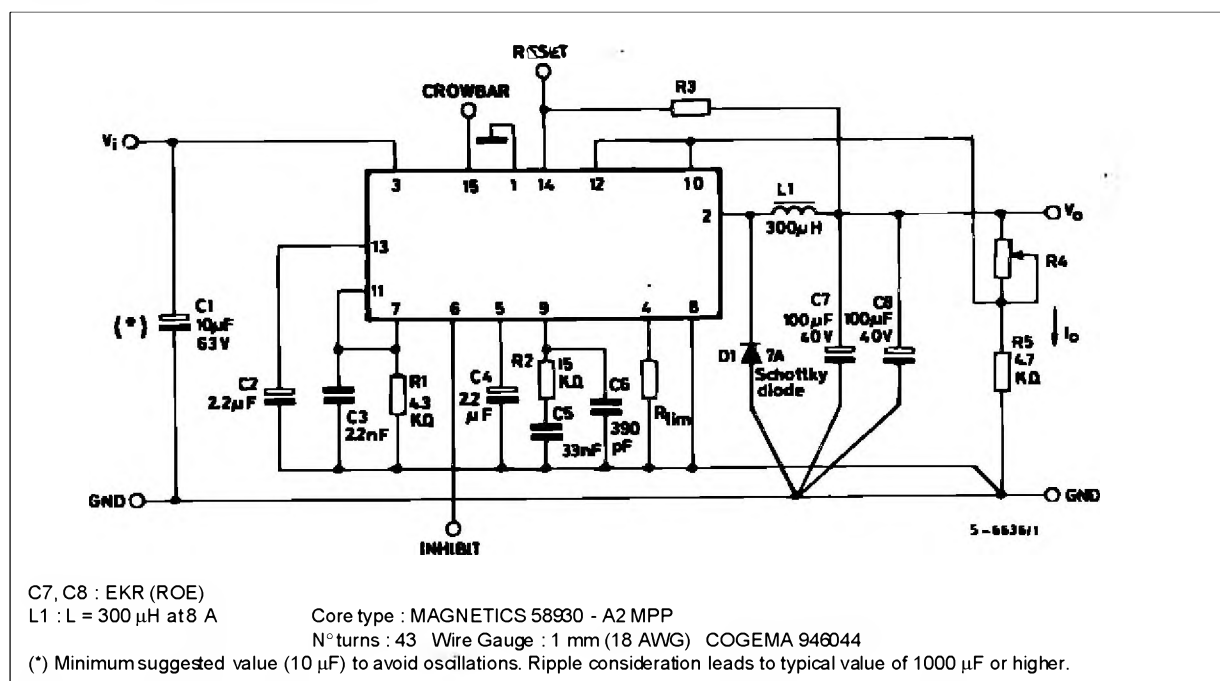 RESET
CROWBAR
R3
Vi
3
15
1
14
12
10
2
L1
300µH
Vo
13
11
7
6
5
9
4
8
R4
Io
(*)
C1
10µF
63V
C2
2.2µF
C3
22nF
R1
4.3
KΩ
C4
2.2
µF
R2
15
KΩ
C5
33nF
C6
390
pF
Rlim
D1
7A
Schottky
diode
C7
100µF
40V
C8
100µF
40V
R5
4.7
KΩ
GND
GND
INHIBIT
S-6636/1
C7, C8 : EKR (ROE)
L1 : L = 300 µH at 8 A Core type : MAGNETICS 58930 - A2 MPP
N° turns : 43 Wire Gauge : 1 mm (18 AWG) COGEMA 946044
(*) Minimum suggested value (10 µF) to avoid oscillations. Ripple consideration leads to typical value of 1000 µF or higher.